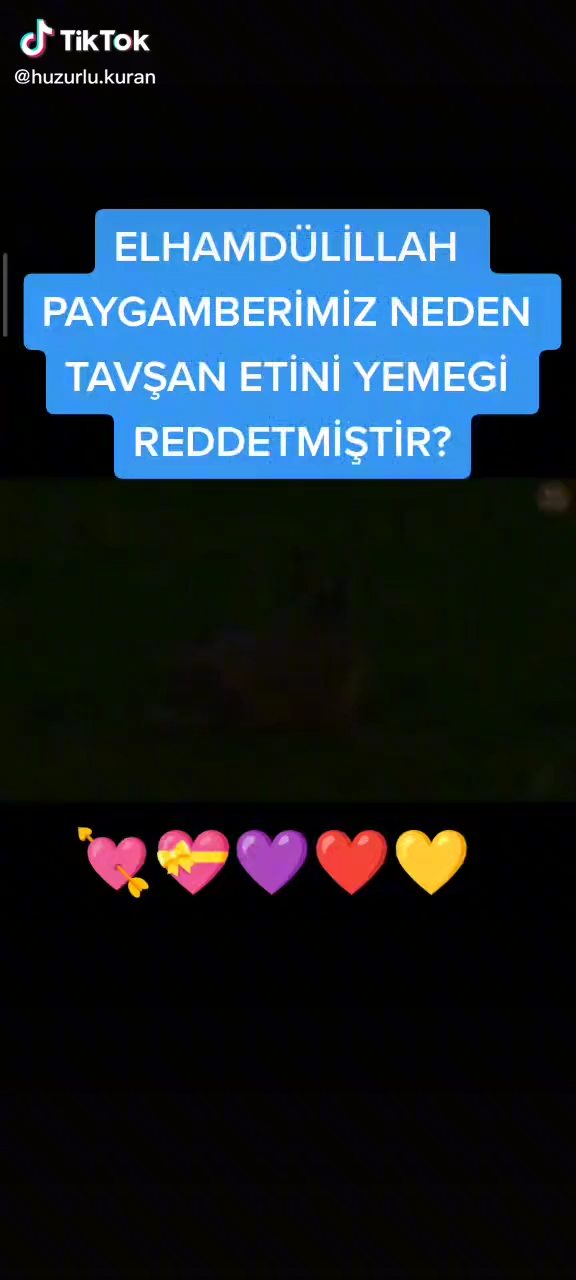 TikTok
@huzurlu.kuran
ELHAMDÜLİLLAH
PAYGAMBERİMİZ NEDEN
TAVŞAN ETİNİ YEMEGİ
REDDETMİŞTİR?